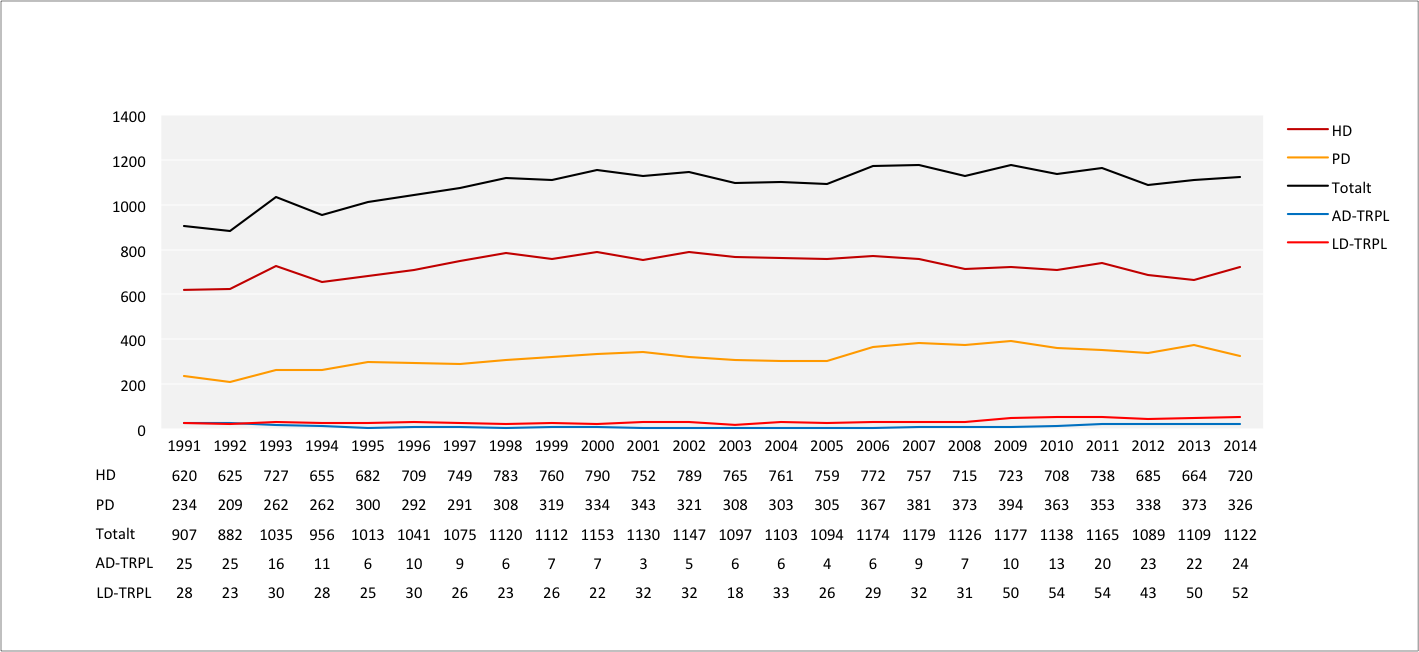 1400
1200
1000
800
600
400
200
0
HD
PD
Totalt
AD-TRPL
LD-TRPL
1991 1992 1993 1994 1995 1996 1997 1998 1999 2000 2001 2002 2003 2004 2005 2006 2007 2008 2009 2010 2011 2012 2013 2014
HD 620 625 727 655 682 709 749 783 760 790 752 789 765 761 759 772 757 715 723 708 738 685 664 720
PD 234 209 262 262 300 292 291 308 319 334 343 321 308 303 305 367 381 373 394 363 353 338 373 326
Totalt 907 882 1035 956 1013 1041 1075 1120 1112 1153 1130 1147 1097 1103 1094 1174 1179 1126 1177 1138 1165 1089 1109 1122
AD-TRPL 25 25 16 11 6 10 9 6 7 7 3 5 6 6 4 6 9 7 10 13 20 23 22 24
LD-TRPL 28 23 30 28 25 30 26 23 26 22 32 32 18 33 26 29 32 31 50 54 54 43 50 52